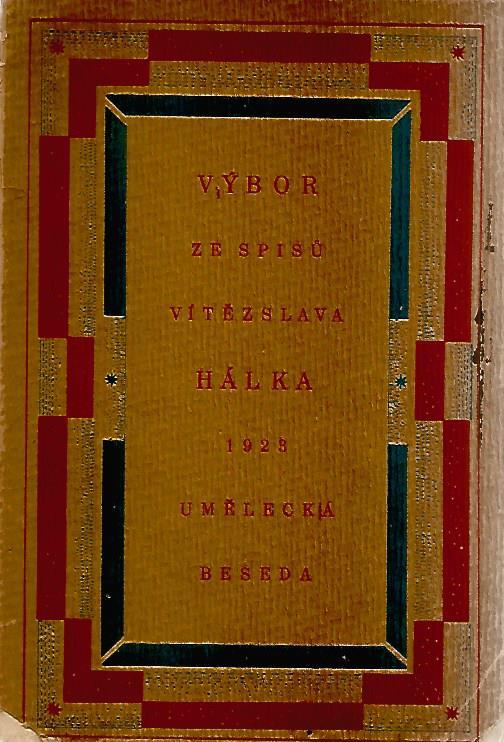 VÝBOR
ZE SPISŮ
VÍTĚZSLAVA
HÁLKA
1923
UMĚLECKÁ
BESEDA